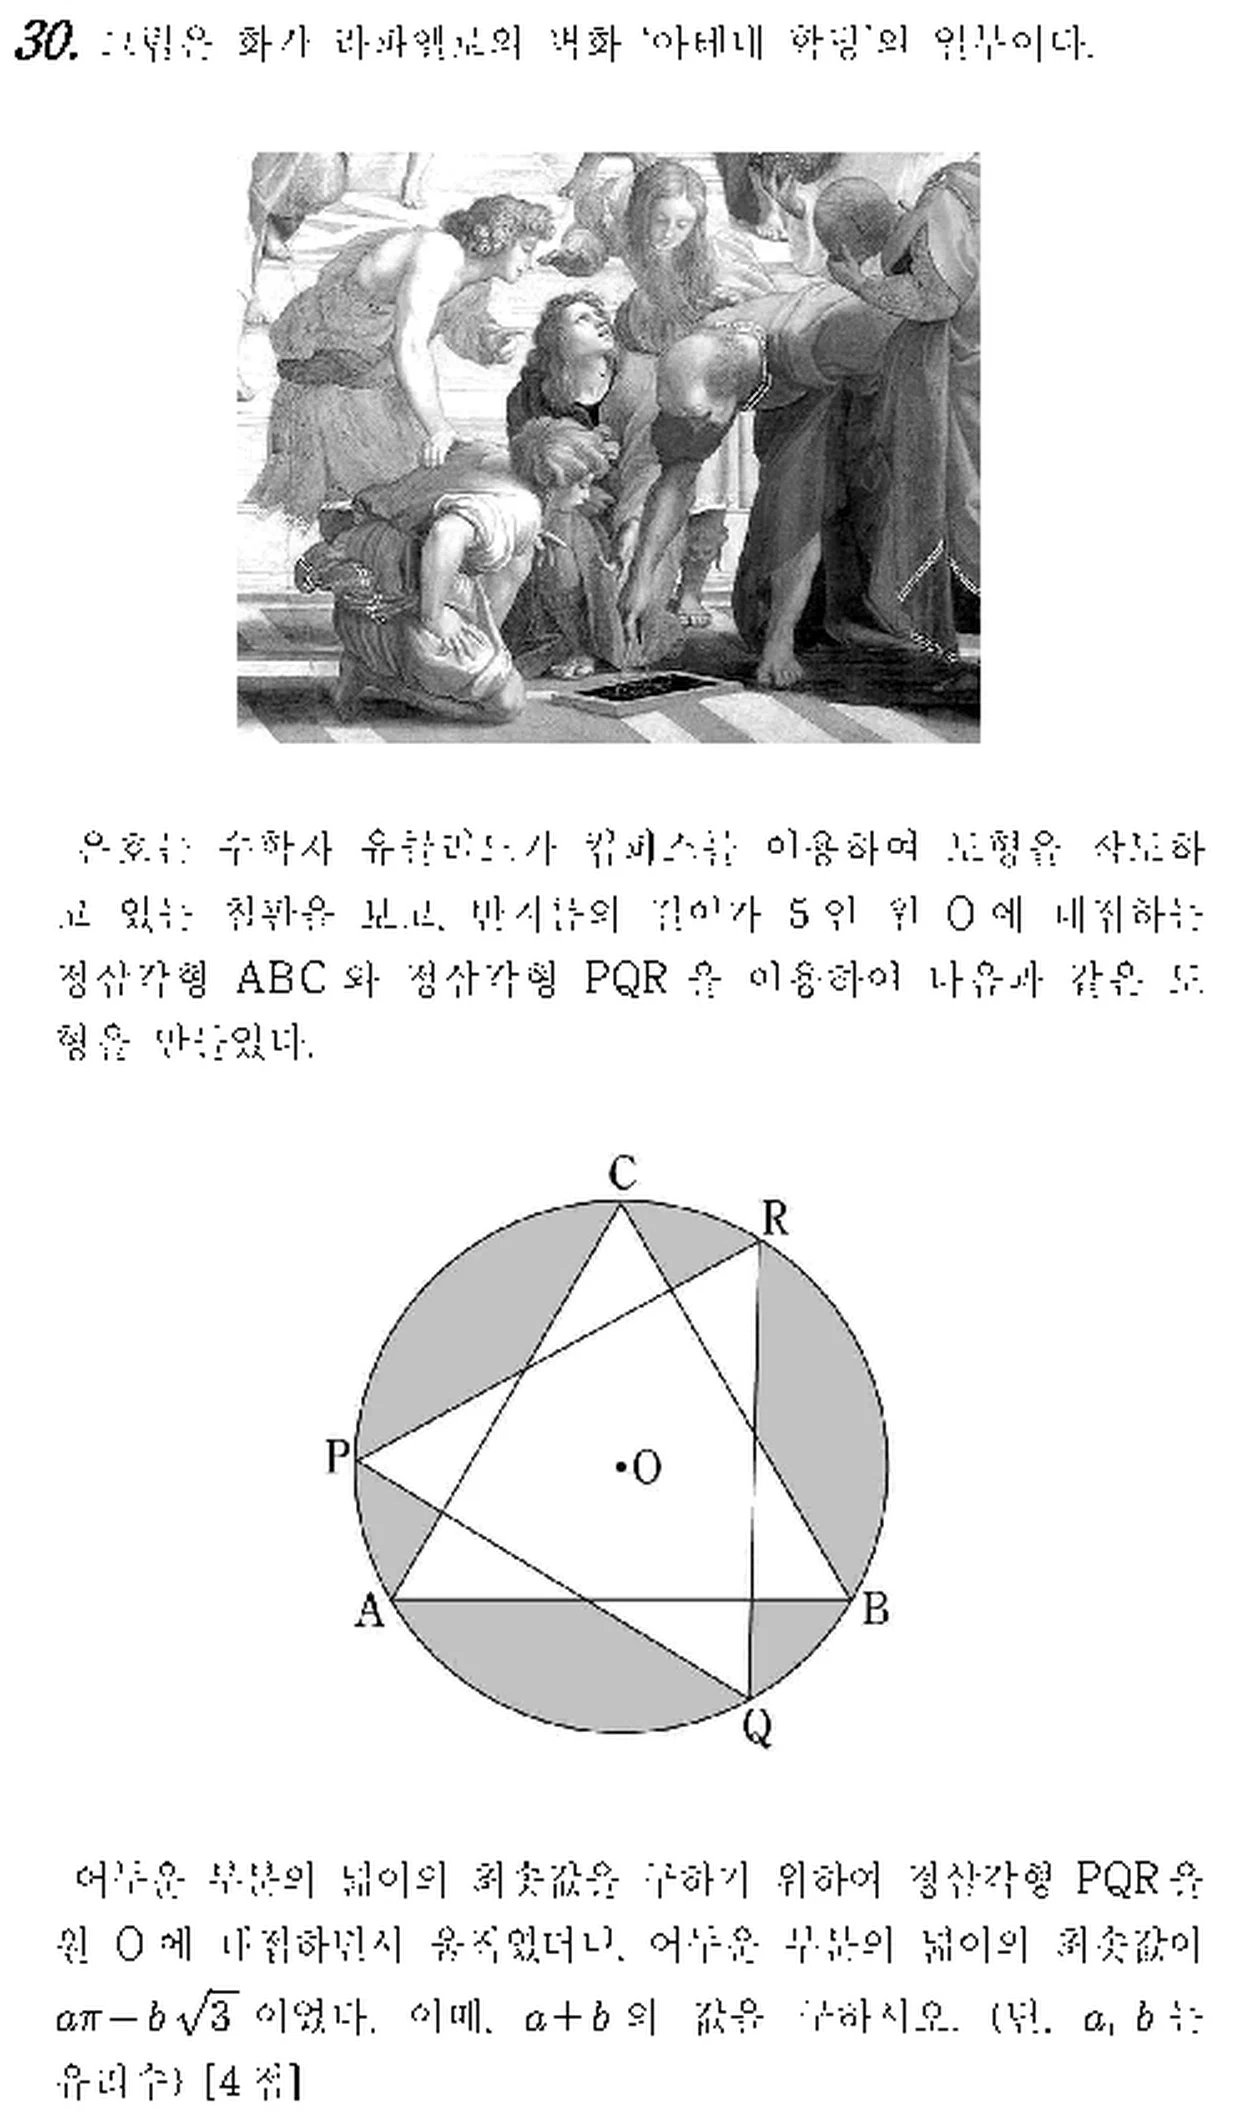 30. 그림은 화가 라파엘로의 벽화 '아테네 학당'의 일부이다.
은호는 수학자 유클리드가 컴퍼스를 이용하여 도형을 작도하
고 있는 칠판을 보고, 반지름의 길이가 5인 원 O에 내접하는
정삼각형 ABC와 정삼각형 PQR을 이용하여 다음과 같은 도
형을 만들었다.
C
R
P
O
A
B
Q
어두운 부분의 넓이의 최솟값을 구하기 위하여 정삼각형 PQR을
원 O에 내접하면서 움직였더니, 어두운 부분의 넓이의 최솟값이
aπ-b√3 이었다. 이때, a+b의 값을 구하시오. (단, a, b는
유리수) [4점]